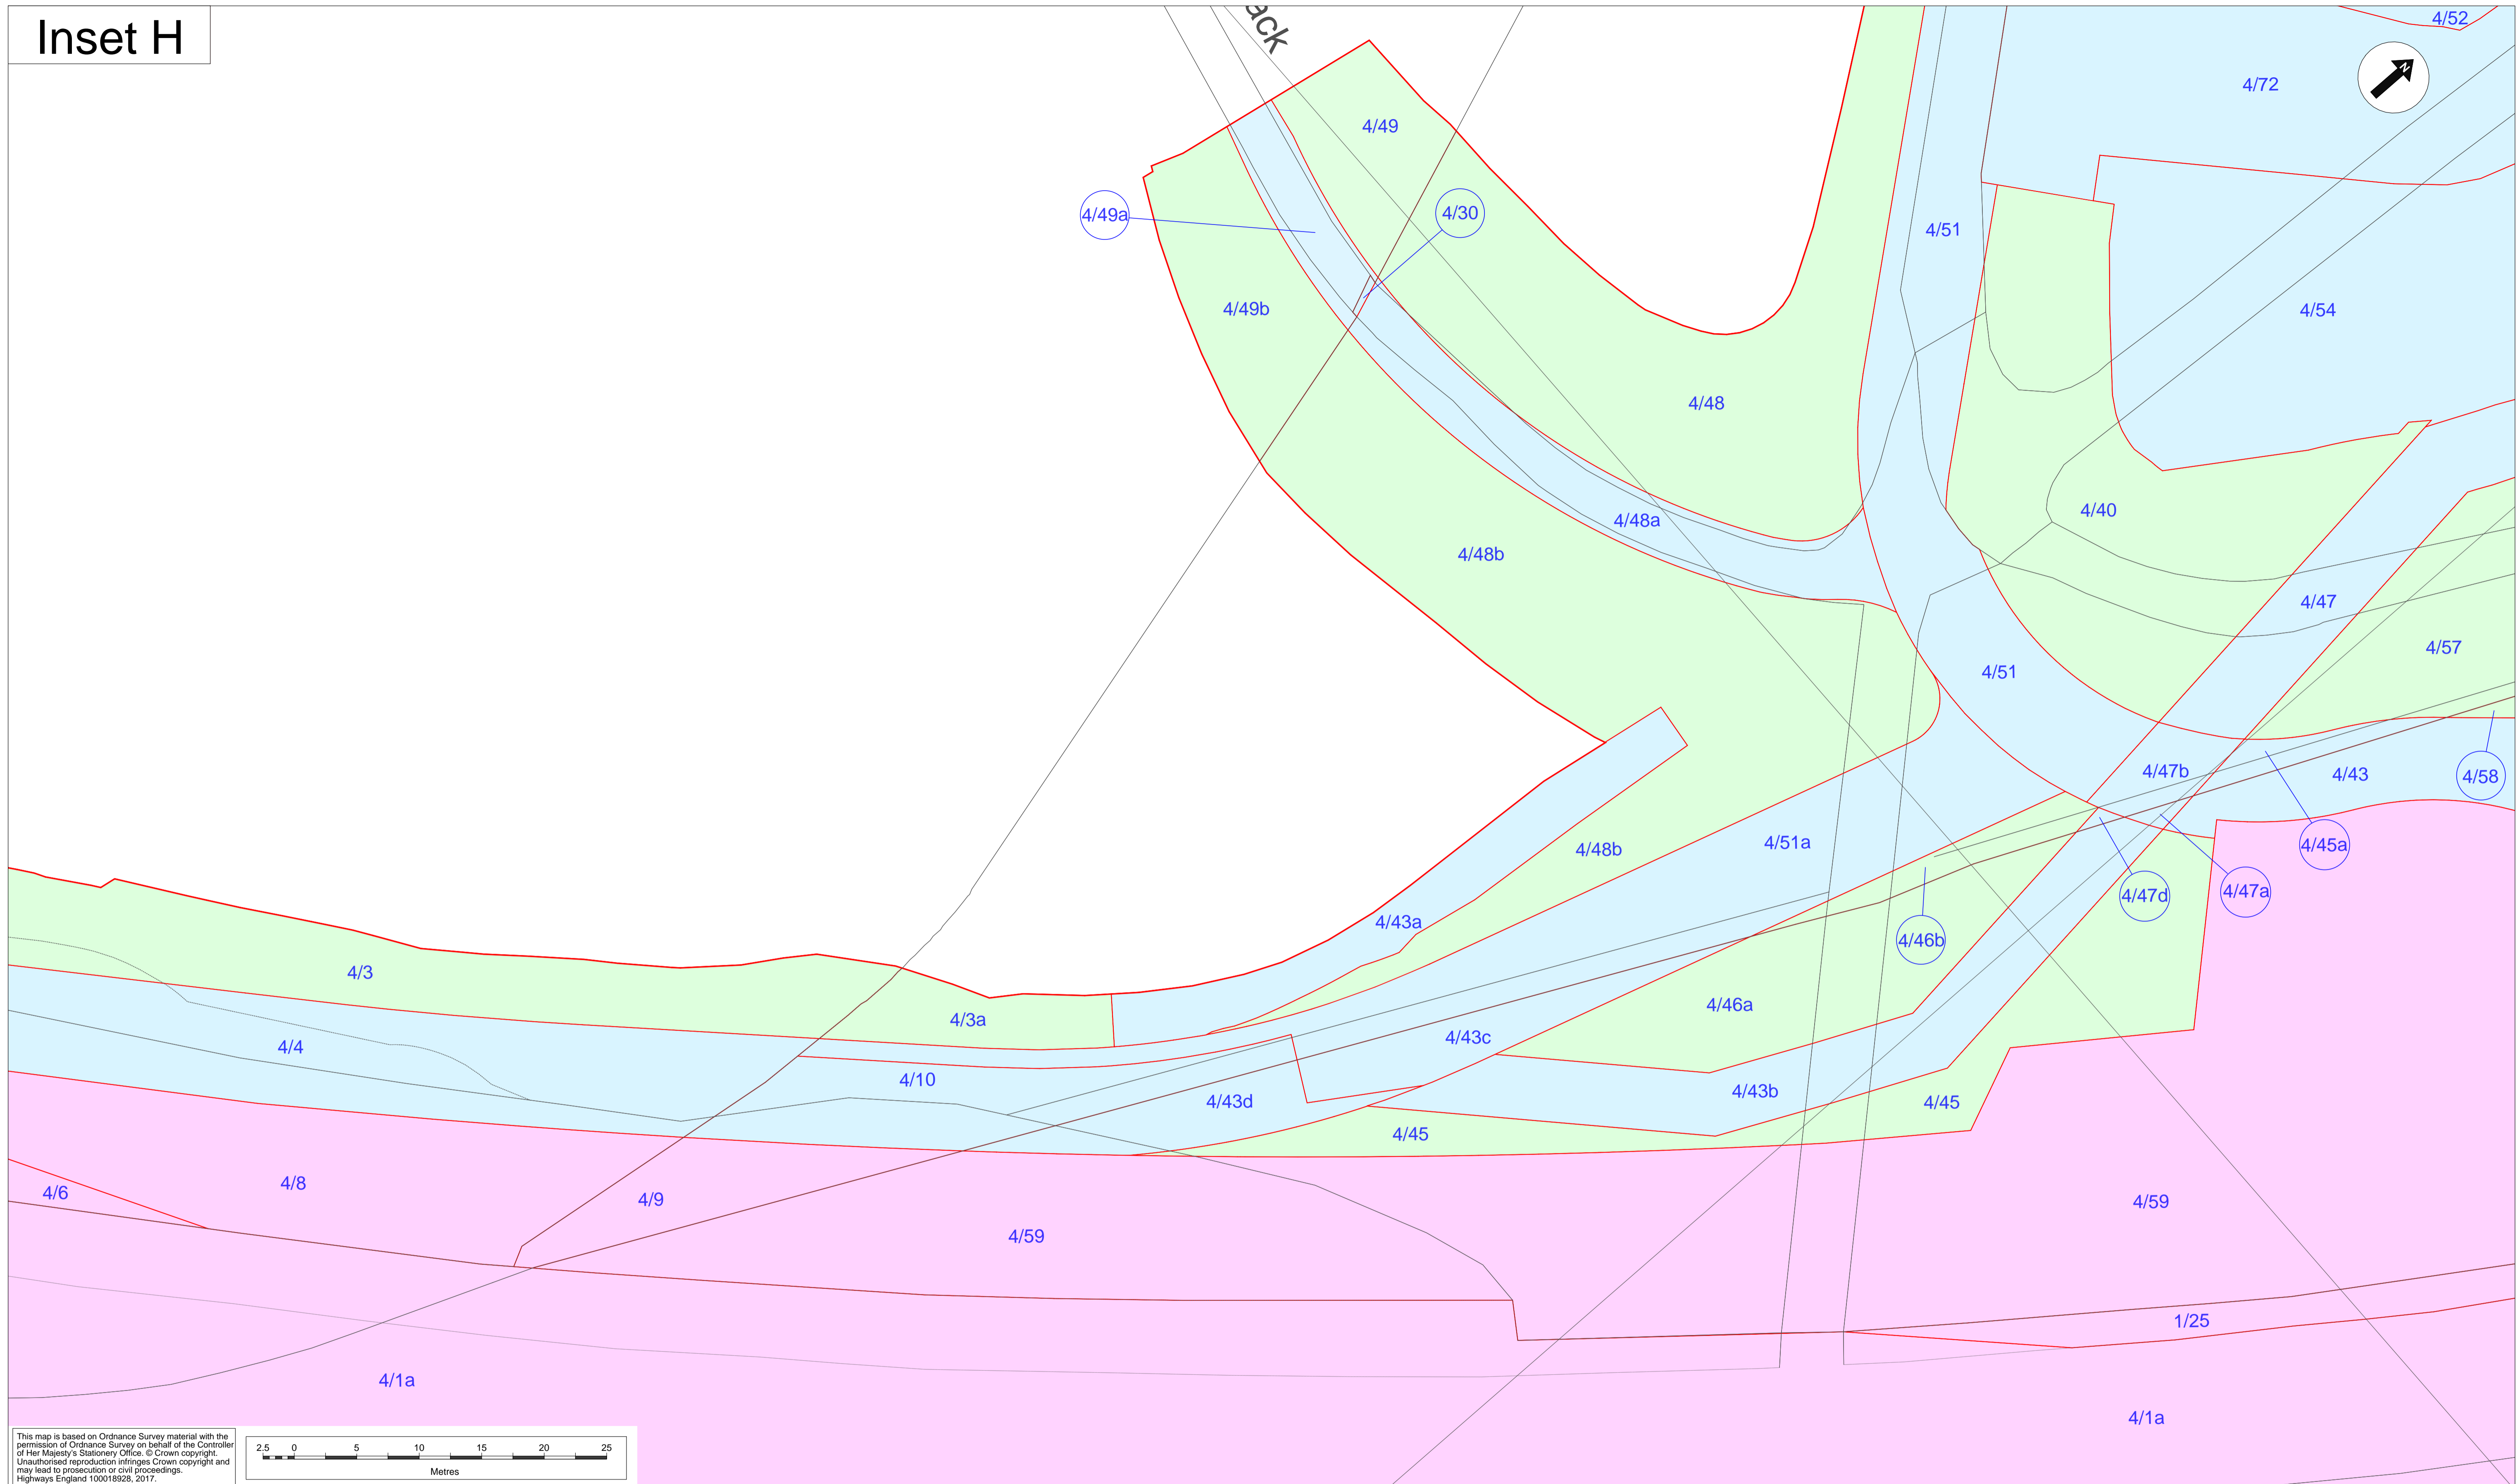 Inset H
ack
4/52
N
4/72
4/49
4/49a
4/30
4/51
4/49b
4/54
4/48
4/48a
4/40
4/48b
4/47
4/57
4/51
4/47b
4/43
4/58
4/48b
4/51a
4/45a
4/47d
4/47a
4/43a
4/46b
4/3
4/3a
4/46a
4/4
4/43c
4/10
4/43d
4/43b
4/45
4/45
4/8
4/6
4/9
4/59
4/59
1/25
4/1a
4/1a
This map is based on Ordnance Survey material with the
permission of Ordnance Survey on behalf of the Controller
of Her Majesty's Stationery Office. © Crown copyright.
Unauthorised reproduction infringes Crown copyright and
may lead to prosecution or civil proceedings.
Highways England 100018928, 2017.
2.5 0 5 10 15 20 25
Metres